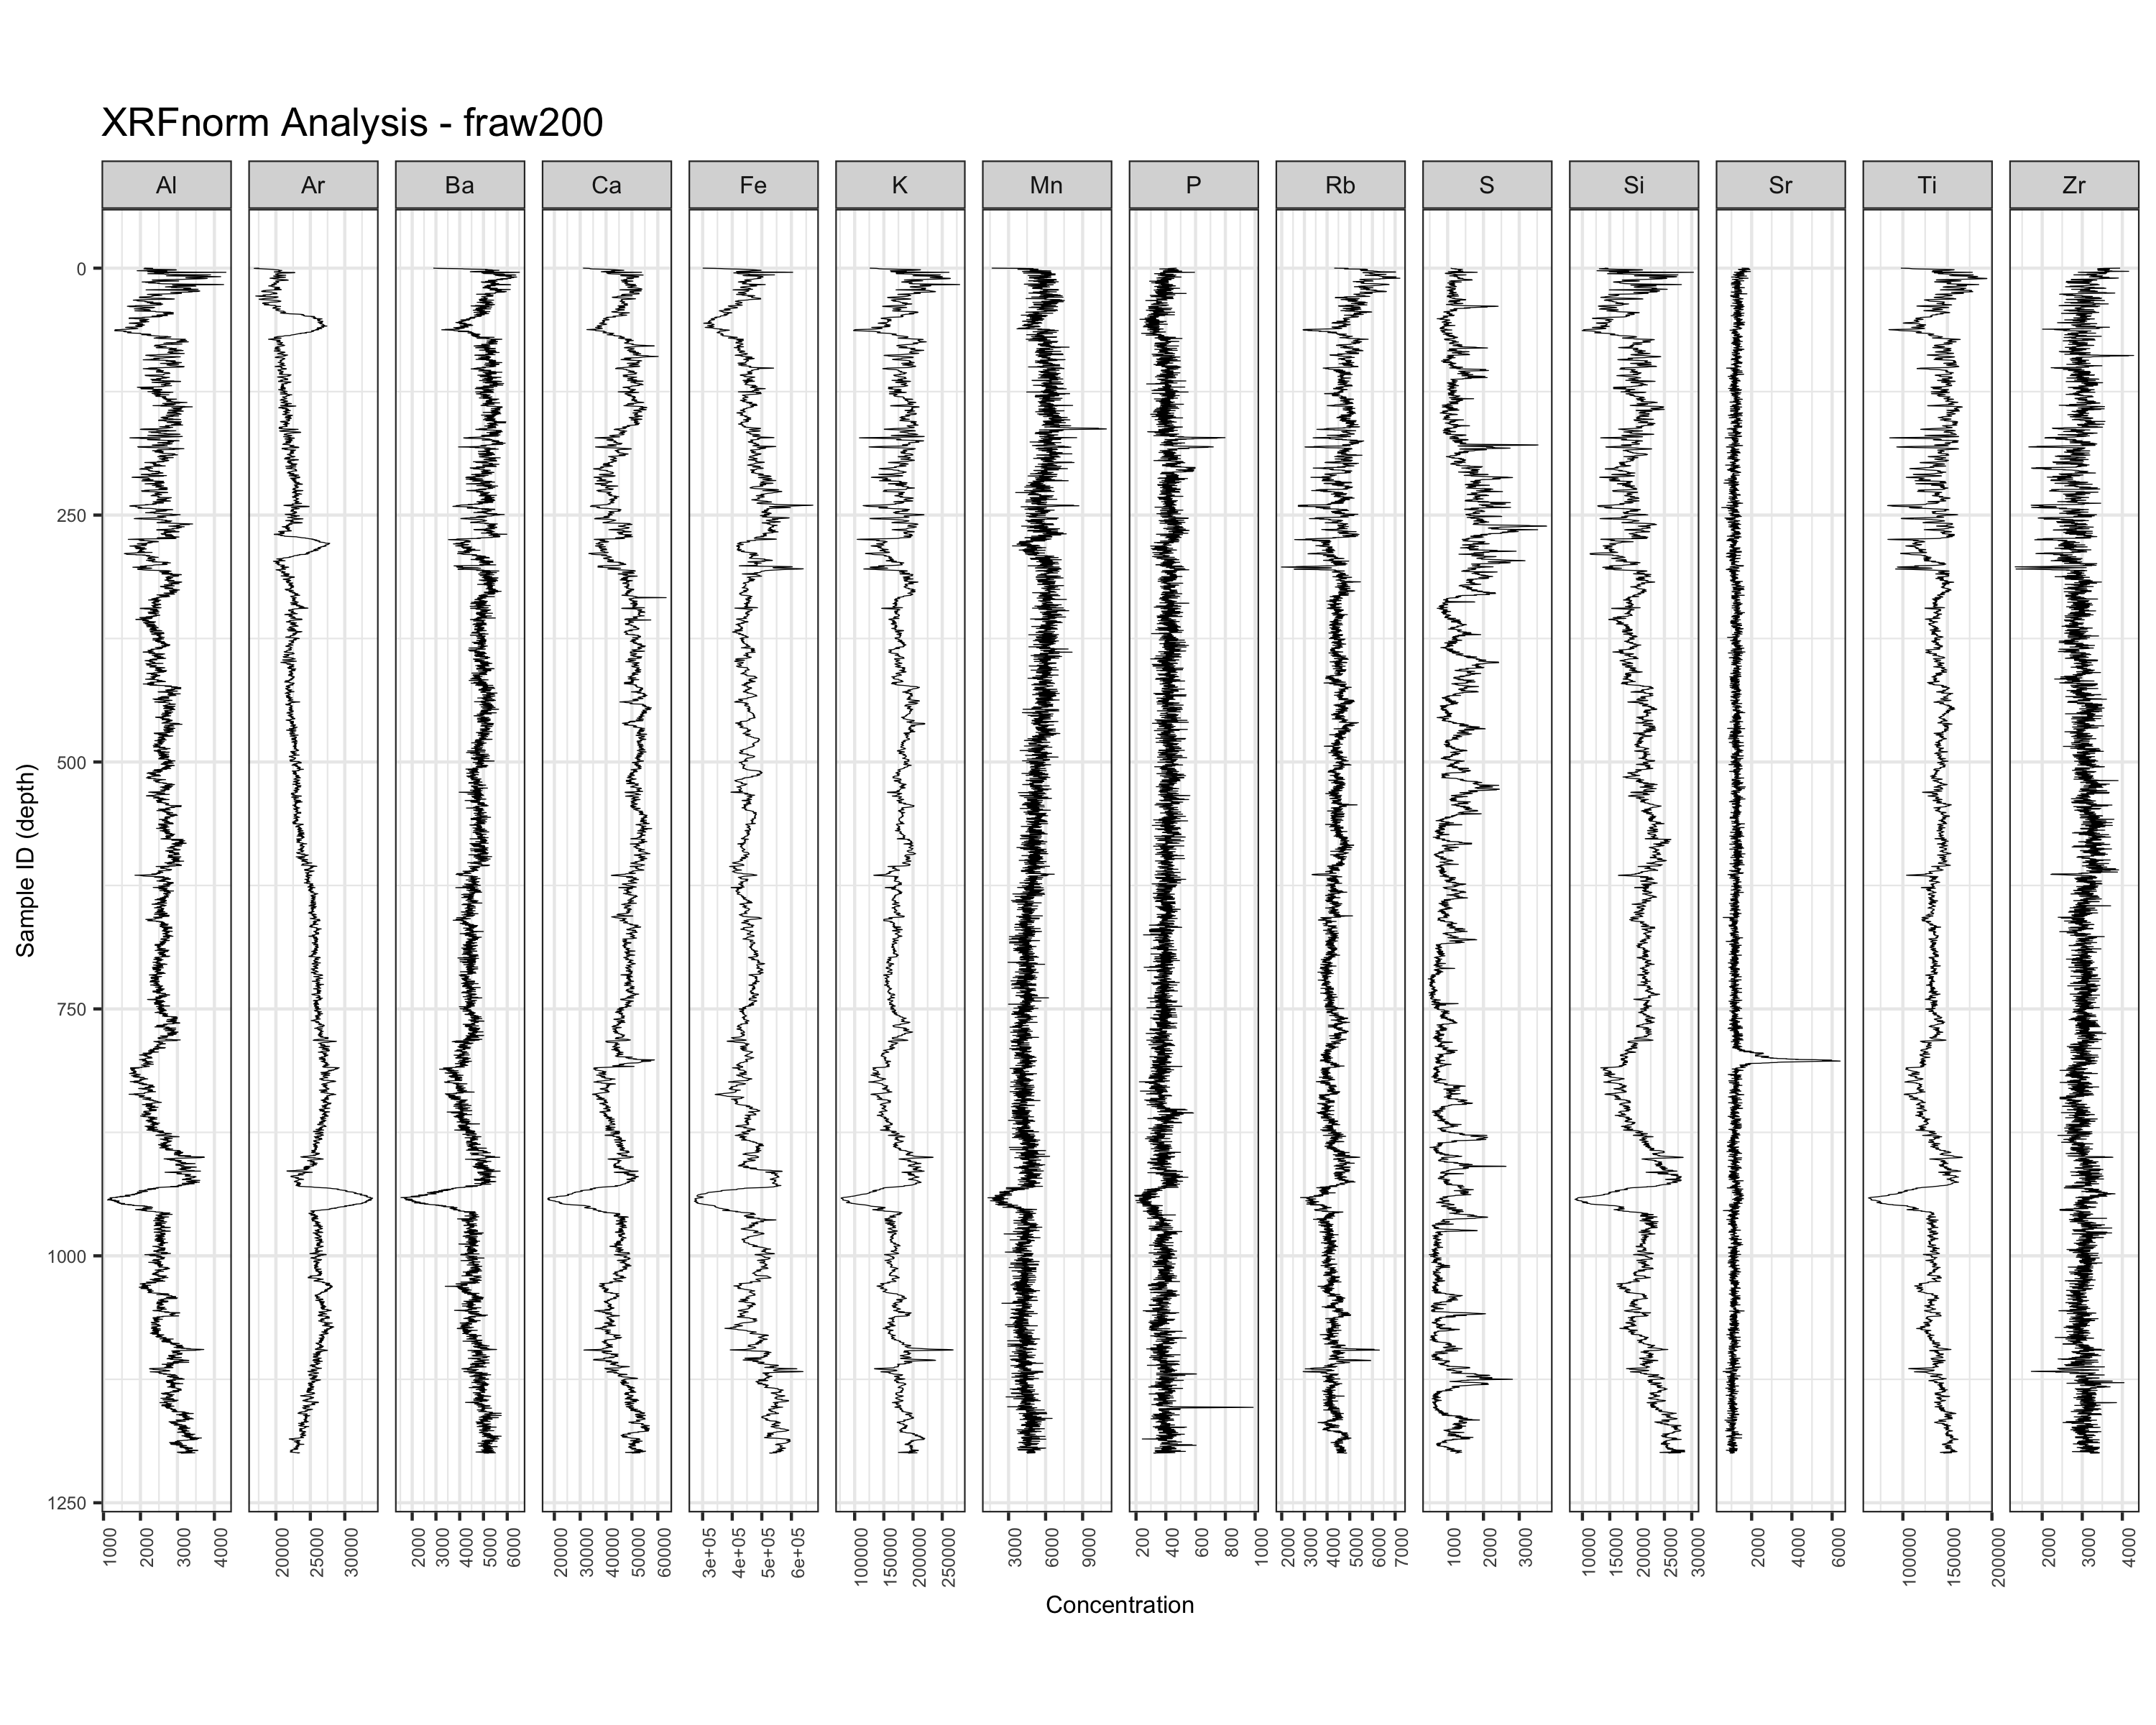 XRFnorm Analysis - fraw200
Al Ar Ba Ca Fe K Mn P Rb S Si Sr Ti Zr
0
250
500
750
1000
1250
Sample ID (depth)
1000 2000 3000 4000 20000 25000 30000 2000 3000 4000 5000 6000 20000 30000 40000 50000 60000 3e+05 4e+05 5e+05 6e+05 100000 150000 200000 250000 3000 6000 9000 200 400 600 800 1000 2000 3000 4000 5000 6000 7000 1000 2000 3000 10000 15000 20000 25000 30000 2000 4000 6000 100000 150000 200000 2000 3000 4000
Concentration